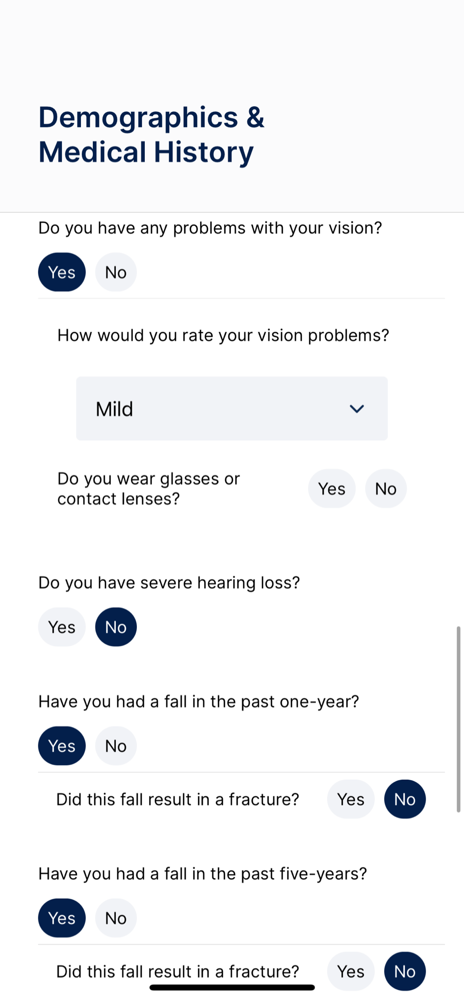 Demographics &
Medical History
Do you have any problems with your vision?
Yes No
How would you rate your vision problems?
Mild
Do you wear glasses or
contact lenses?
Yes No
Do you have severe hearing loss?
Yes No
Have you had a fall in the past one-year?
Yes No
Did this fall result in a fracture? Yes No
Have you had a fall in the past five-years?
Yes No
Did this fall result in a fracture? Yes No